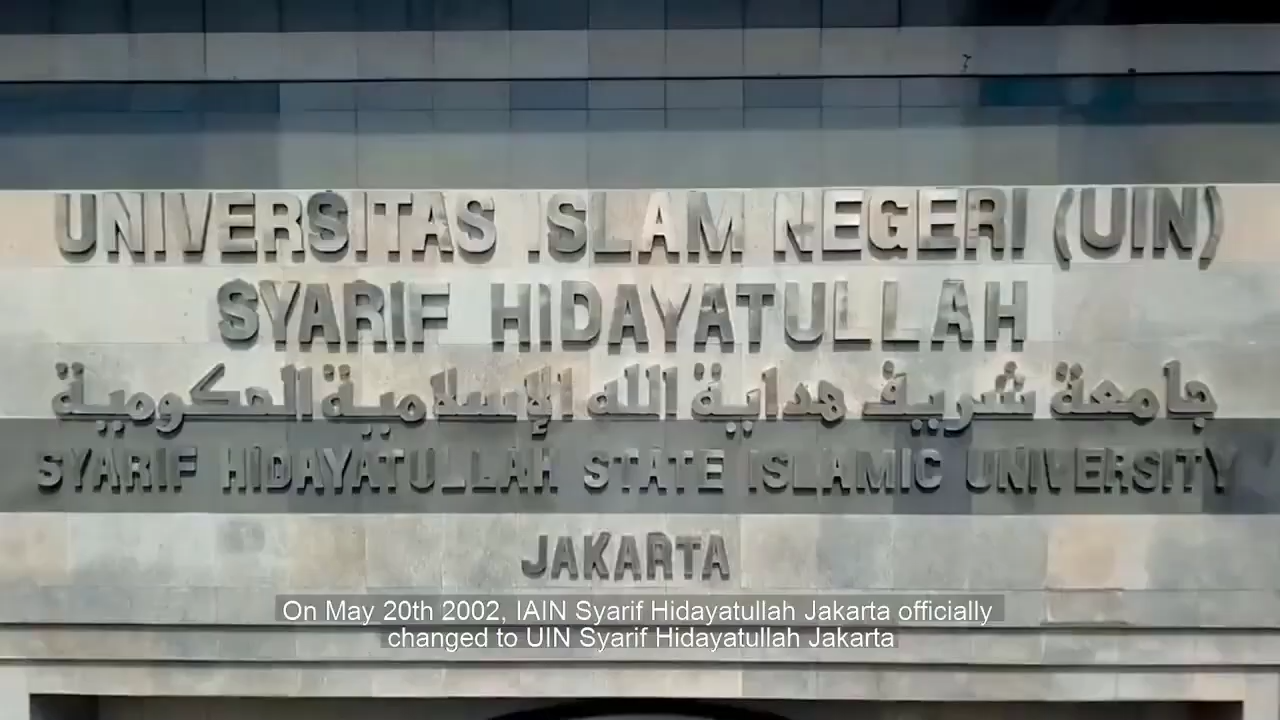 UNIVERSITAS ISLAM NEGERI (UIN)
SYARIF HIDAYATULLAH
جامعة شريف هداية الله الإسلامية الحكومية
SYARIF HIDAYATULLAH STATE ISLAMIC UNIVERSITY
JAKARTA
On May 20th 2002, IAIN Syarif Hidayatullah Jakarta officially
changed to UIN Syarif Hidayatullah Jakarta